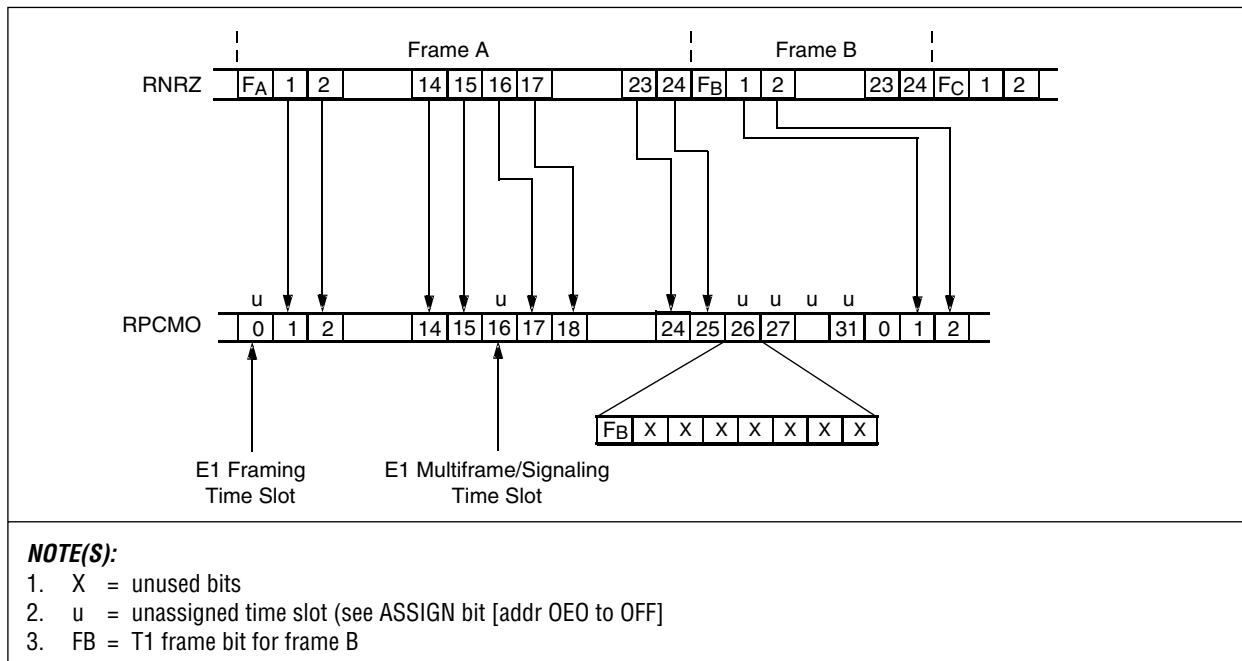 Frame A Frame B
RNRZ FA 1 2 14 15 16 17 23 24 FB 1 2 23 24 FC 1 2
u u u u u u
RPCMO 0 1 2 14 15 16 17 18 24 25 26 27 31 0 1 2
FB X X X X X X X
E1 Framing
Time Slot
E1 Multiframe/Signaling
Time Slot
NOTE(S):
1. X = unused bits
2. u = unassigned time slot (see ASSIGN bit [addr OEO to OFF]
3. FB = T1 frame bit for frame B